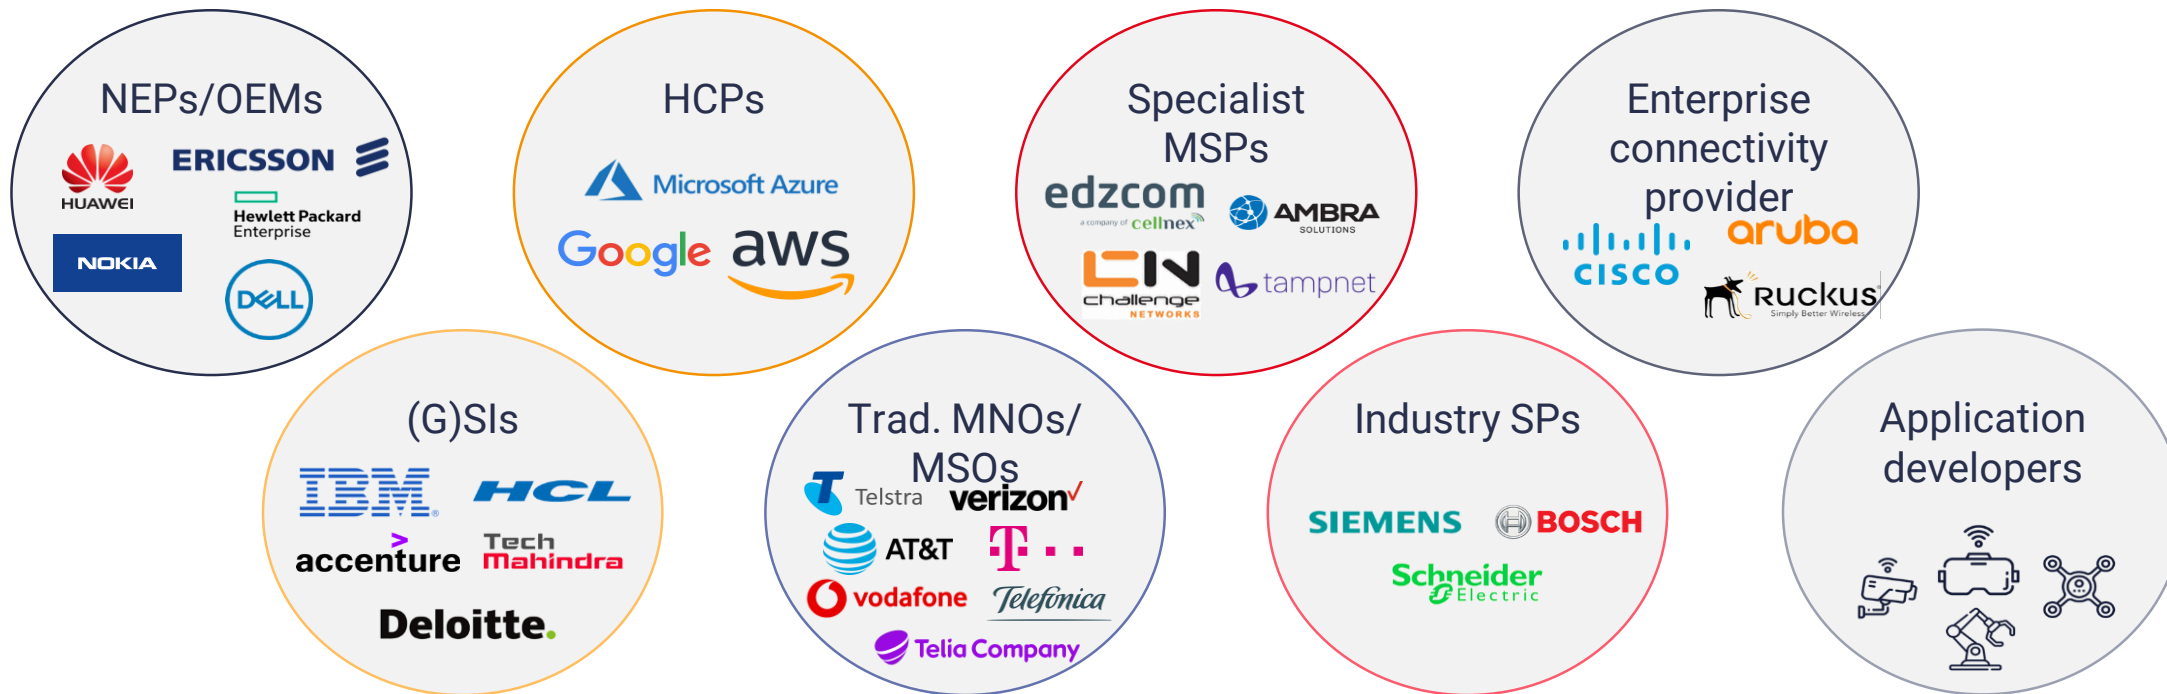 NEPs/OEMs
HUAWEI
ERICSSON
Hewlett Packard
Enterprise
NOKIA
DELL
HCPs
Microsoft Azure
Google
aws
Specialist
MSPs
edzcom
a company of cellnex
AMBRA
SOLUTIONS
CN
challenge
NETWORKS
tampnet
Enterprise
connectivity
provider
CISCO
aruba
RUCKUS
Simply Better Wireless.
(G)SIs
IBM®
HCL
accenture
Tech
Mahindra
Deloitte.
Trad. MNOs/
MSOs
T Telstra
verizon
AT&T
T
vodafone
Telefónica
Telia Company
Industry SPs
SIEMENS
BOSCH
Schneider
Electric
Application
developers